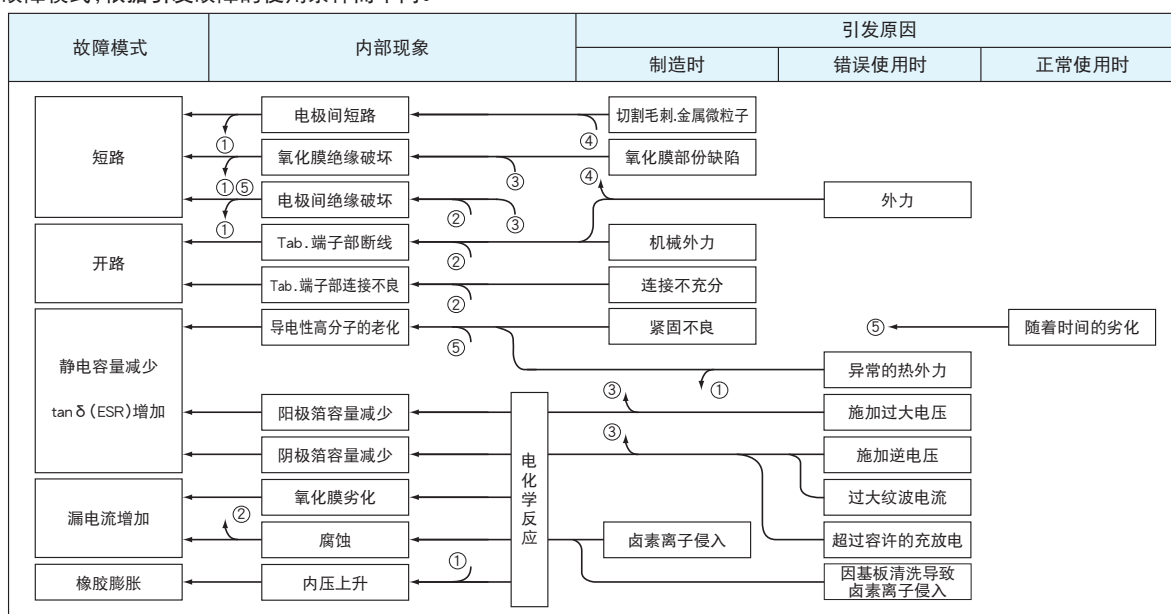 故障模式，根据引发故障的使用条件而不同。
故障模式
内部现象
引发原因
制造时
错误使用时
正常使用时
短路
电极间短路
切割毛刺.金属微粒子
①
④
氧化膜绝缘破坏
氧化膜部份缺陷
①⑤
③
④
电极间绝缘破坏
外力
①
②
③
开路
Tab.端子部断线
机械外力
②
Tab.端子部连接不良
连接不充分
②
静电容量减少
tanδ(ESR)增加
导电性高分子的老化
紧固不良
⑤
随着时间的劣化
⑤
异常的热外力
①
阳极箔容量减少
③
施加过大电压
阴极箔容量减少
③
施加逆电压
电化学反应
漏电流增加
氧化膜劣化
过大纹波电流
②
腐蚀
卤素离子侵入
超过容许的充放电
橡胶膨胀
内压上升
①
因基板清洗导致
卤素离子侵入